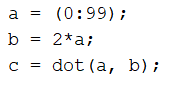 a = (0:99);
b = 2*a;
c = dot(a, b);